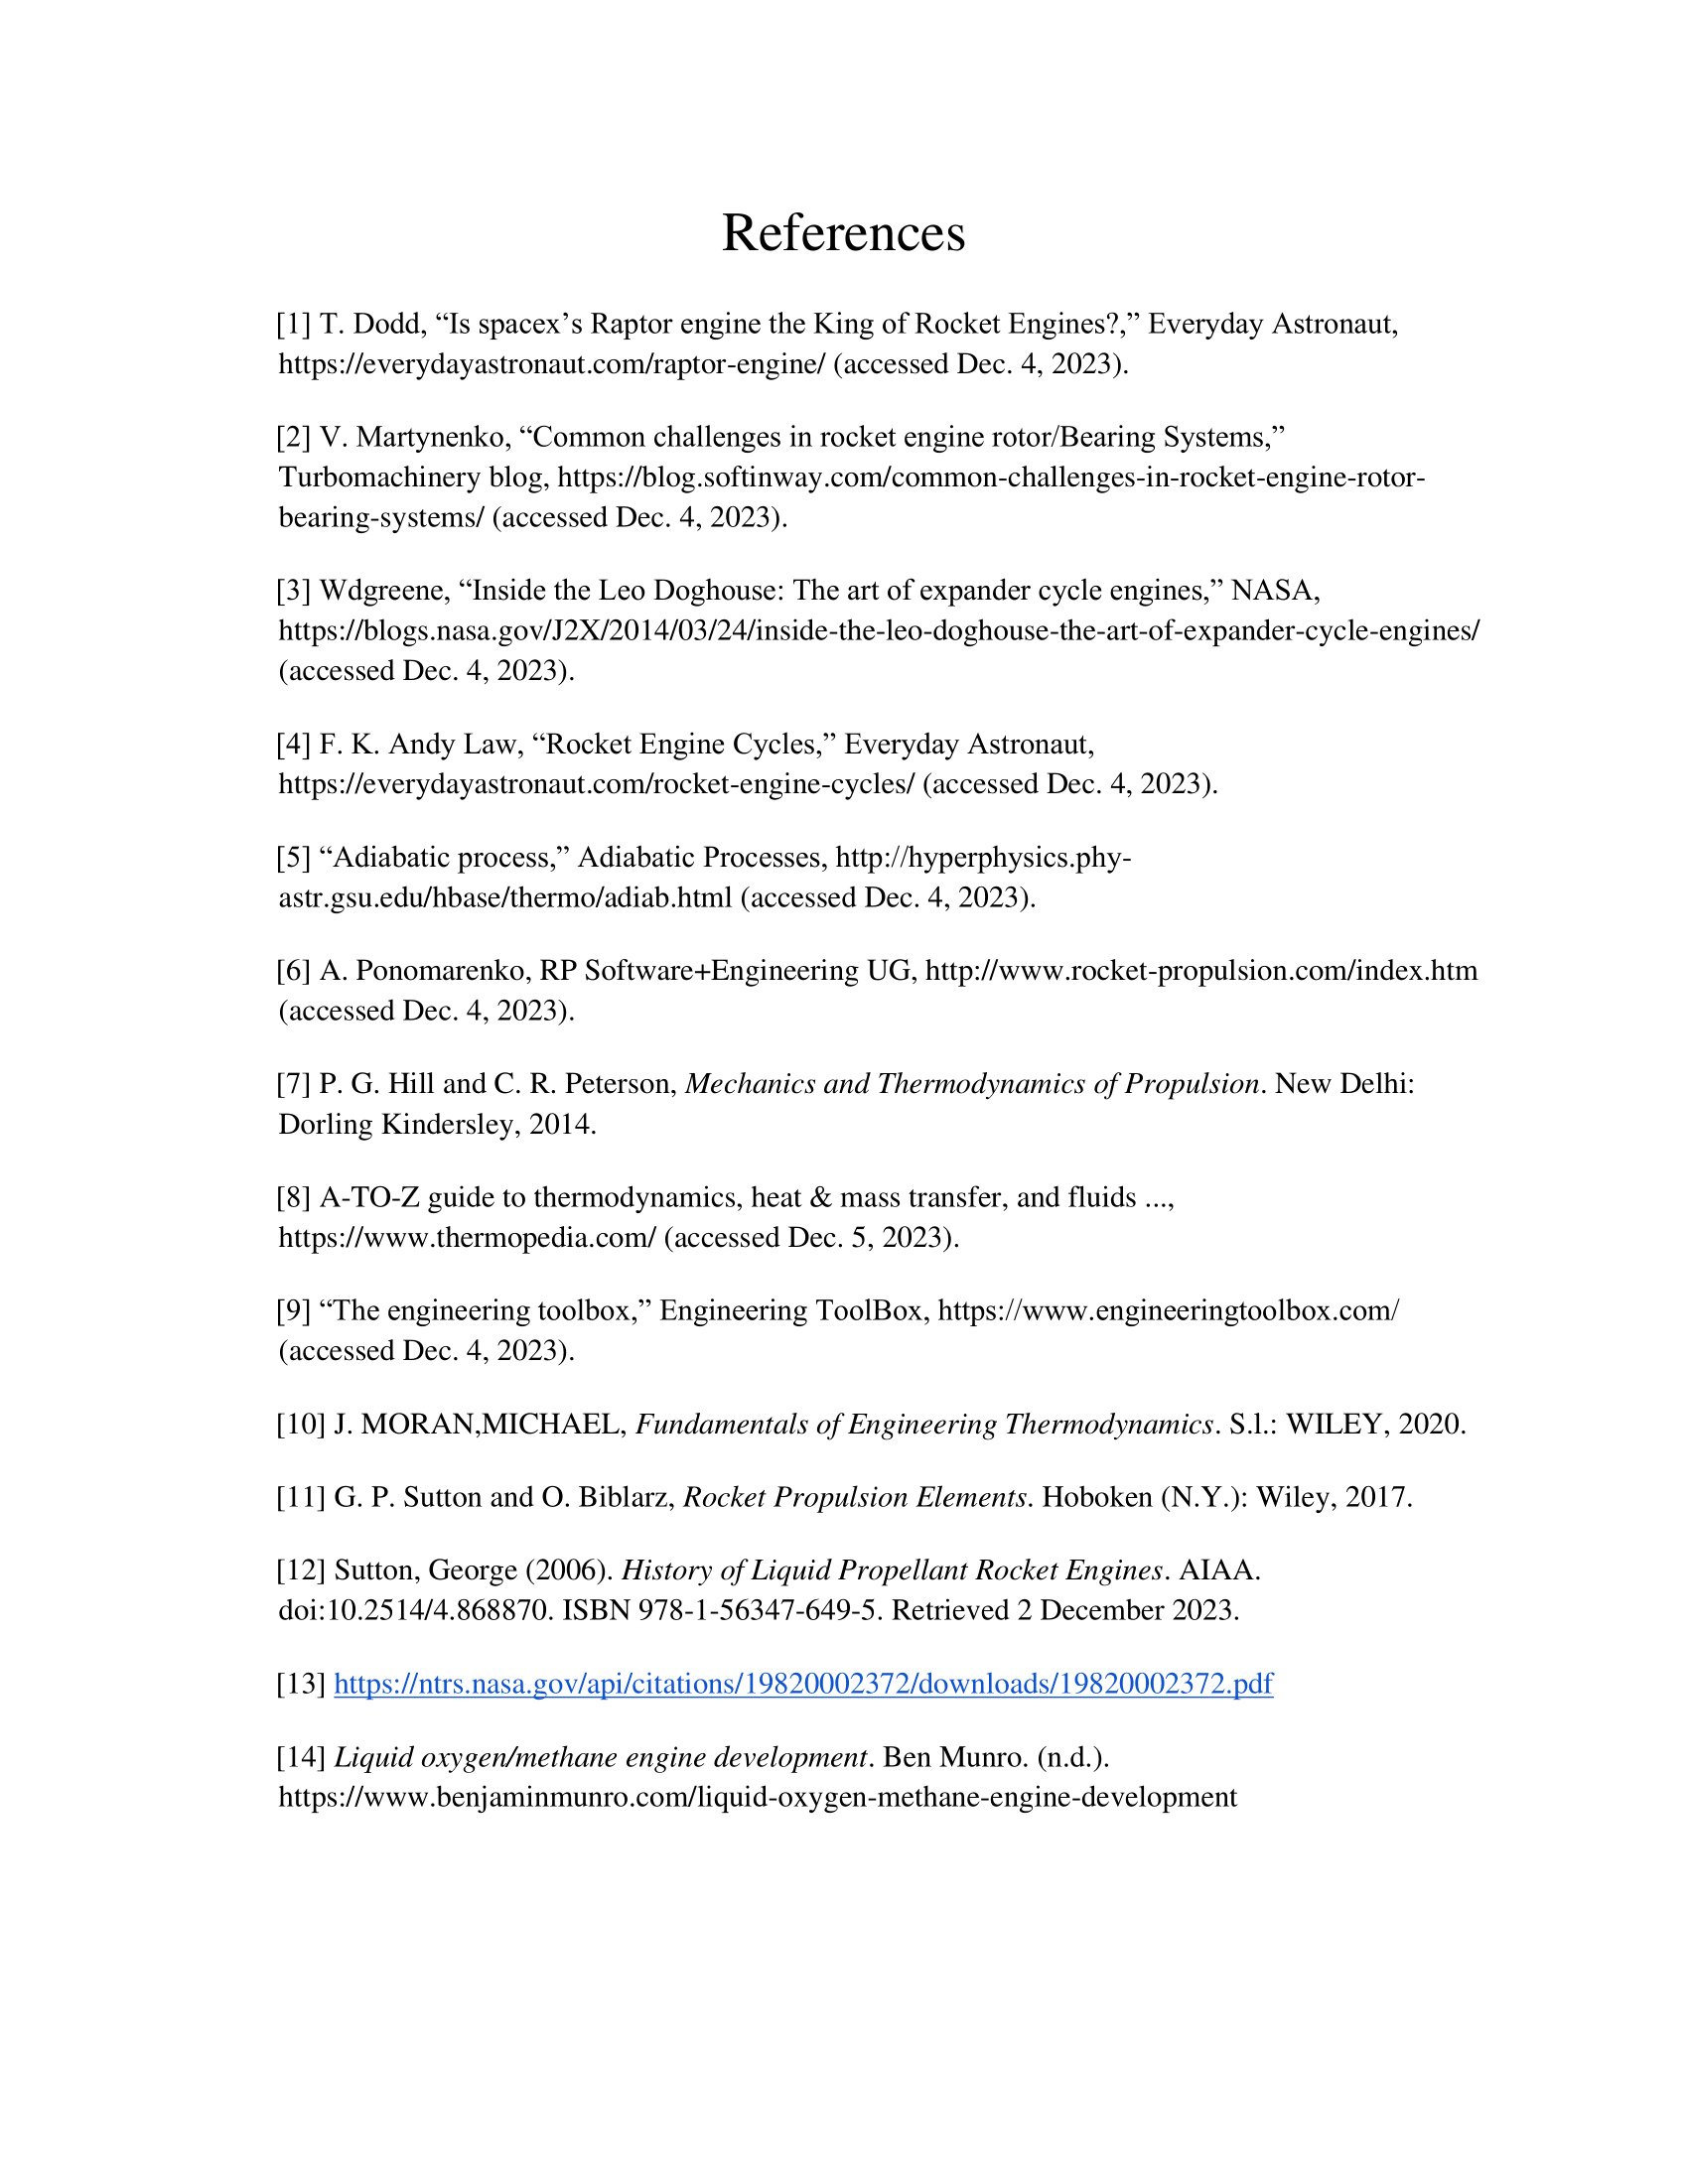 References
[1] T. Dodd, “Is spacex’s Raptor engine the King of Rocket Engines?,” Everyday Astronaut,
https://everydayastronaut.com/raptor-engine/ (accessed Dec. 4, 2023).
[2] V. Martynenko, “Common challenges in rocket engine rotor/Bearing Systems,”
Turbomachinery blog, https://blog.softinway.com/common-challenges-in-rocket-engine-rotor-
bearing-systems/ (accessed Dec. 4, 2023).
[3] Wdgreene, “Inside the Leo Doghouse: The art of expander cycle engines,” NASA,
https://blogs.nasa.gov/J2X/2014/03/24/inside-the-leo-doghouse-the-art-of-expander-cycle-engines/
(accessed Dec. 4, 2023).
[4] F. K. Andy Law, “Rocket Engine Cycles,” Everyday Astronaut,
https://everydayastronaut.com/rocket-engine-cycles/ (accessed Dec. 4, 2023).
[5] “Adiabatic process,” Adiabatic Processes, http://hyperphysics.phy-
astr.gsu.edu/hbase/thermo/adiab.html (accessed Dec. 4, 2023).
[6] A. Ponomarenko, RP Software+Engineering UG, http://www.rocket-propulsion.com/index.htm
(accessed Dec. 4, 2023).
[7] P. G. Hill and C. R. Peterson, Mechanics and Thermodynamics of Propulsion. New Delhi:
Dorling Kindersley, 2014.
[8] A-TO-Z guide to thermodynamics, heat & mass transfer, and fluids ...,
https://www.thermopedia.com/ (accessed Dec. 5, 2023).
[9] “The engineering toolbox,” Engineering ToolBox, https://www.engineeringtoolbox.com/
(accessed Dec. 4, 2023).
[10] J. MORAN,MICHAEL, Fundamentals of Engineering Thermodynamics. S.l.: WILEY, 2020.
[11] G. P. Sutton and O. Biblarz, Rocket Propulsion Elements. Hoboken (N.Y.): Wiley, 2017.
[12] Sutton, George (2006). History of Liquid Propellant Rocket Engines. AIAA.
doi:10.2514/4.868870. ISBN 978-1-56347-649-5. Retrieved 2 December 2023.
[13] https://ntrs.nasa.gov/api/citations/19820002372/downloads/19820002372.pdf
[14] Liquid oxygen/methane engine development. Ben Munro. (n.d.).
https://www.benjaminmunro.com/liquid-oxygen-methane-engine-development